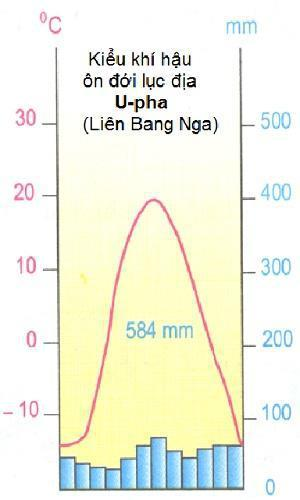 °C
mm
Kiểu khí hậu
ôn đới lục địa
U-pha
(Liên Bang Nga)
30
500
20
400
10
300
584 mm
0
200
– 10
100
0